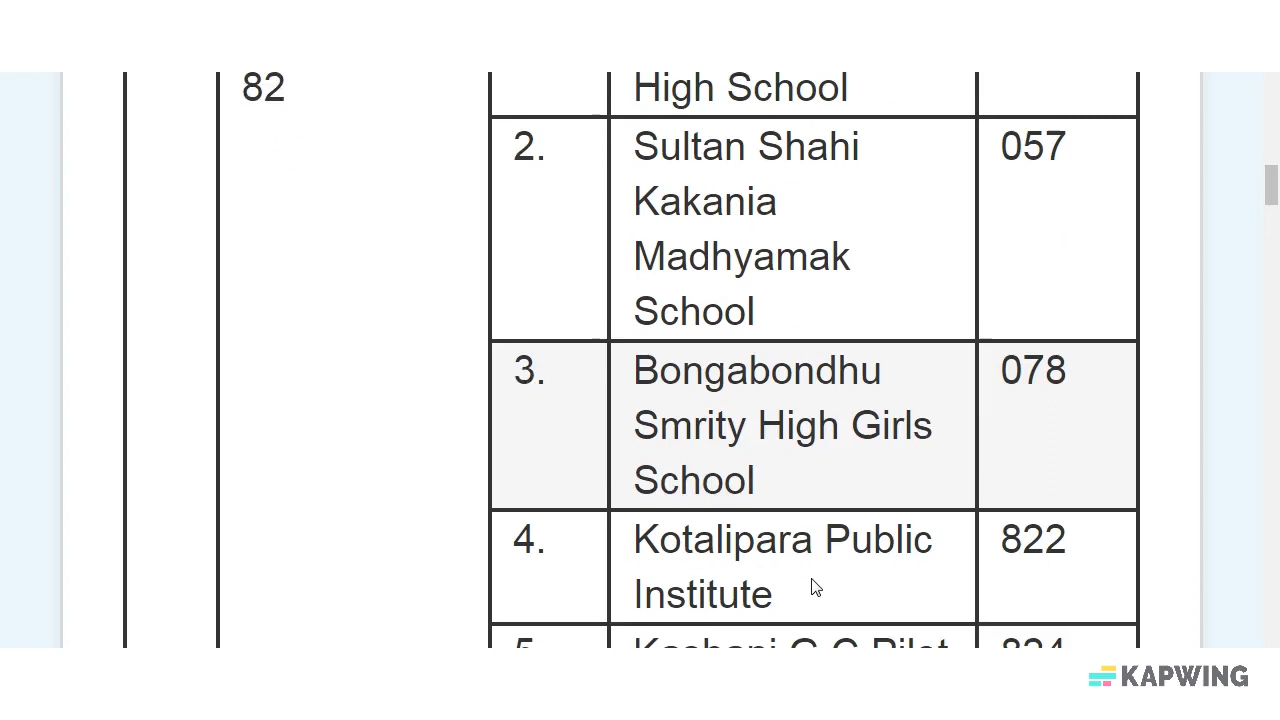 82
High School
2.
Sultan Shahi
057
Kakania
Madhyamak
School
3.
Bongabondhu
078
Smrity High Girls
School
4.
Kotalipara Public
822
Institute
KAPWING